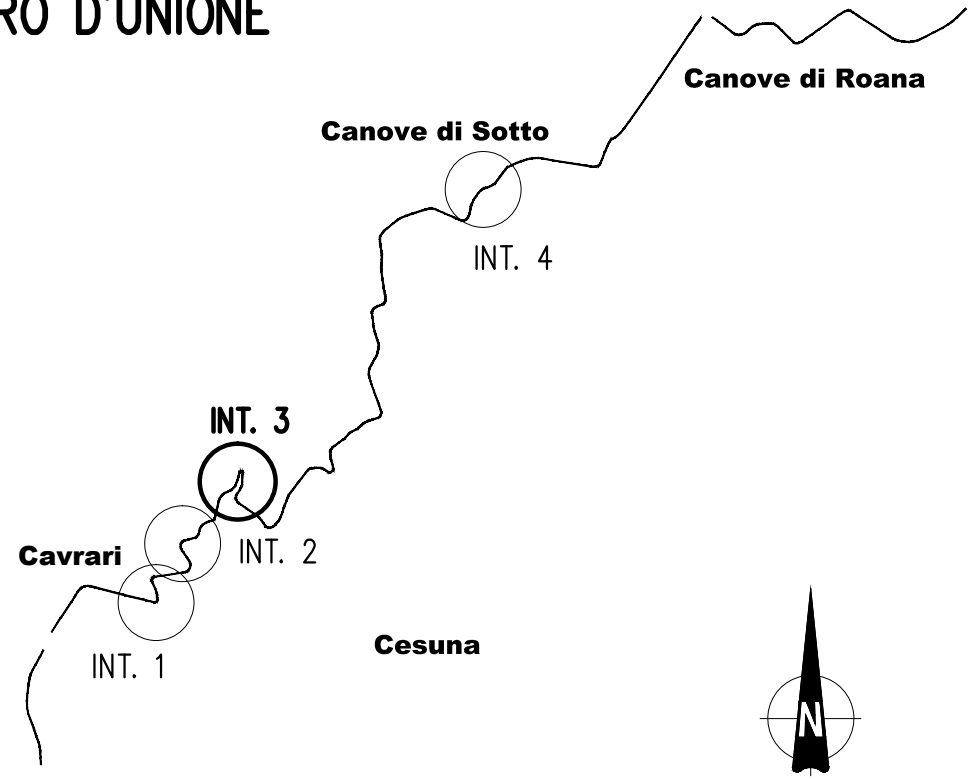 RO D'UNIONE
Canove di Roana
Canove di Sotto
INT. 4
INT. 3
INT. 2
Cavrari
INT. 1
Cesuna
N